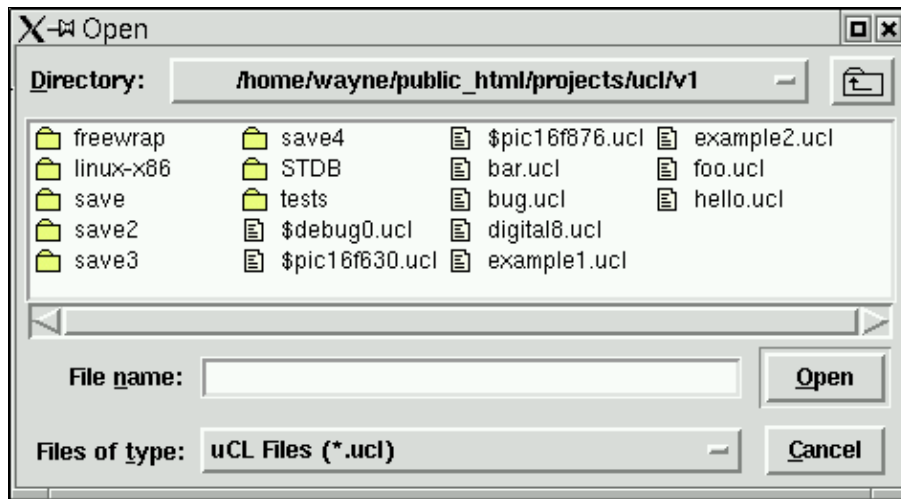 Open
Directory: /home/wayne/public_html/projects/ucl/v1
freewrap save4 $pic16f876.ucl example2.ucl
linux-x86 STDB bar.ucl foo.ucl
save tests bug.ucl hello.ucl
save2 $debug0.ucl digital8.ucl
save3 $pic16f630.ucl example1.ucl
File name: Open
Files of type: uCL Files (*.ucl) Cancel